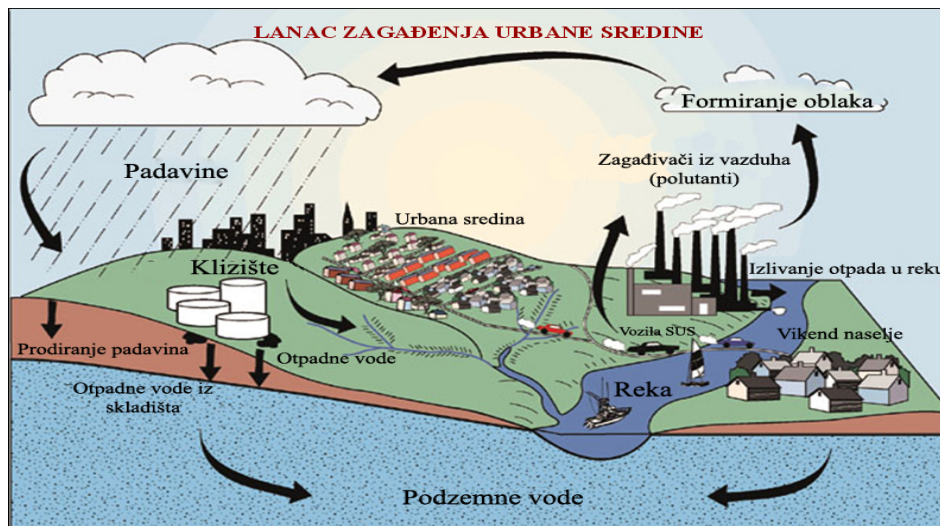 LANAC ZAGAĐENJA URBANE SREDINE
Formiranje oblaka
Padavine
Zagađivači iz vazduha
(polutanti)
Urbana sredina
Klizište
Izlivanje otpada u reku
Vozila SUS
Vikend naselje
Prodiranje padavina
Otpadne vode
Otpadne vode iz
skladišta
Reka
Podzemne vode